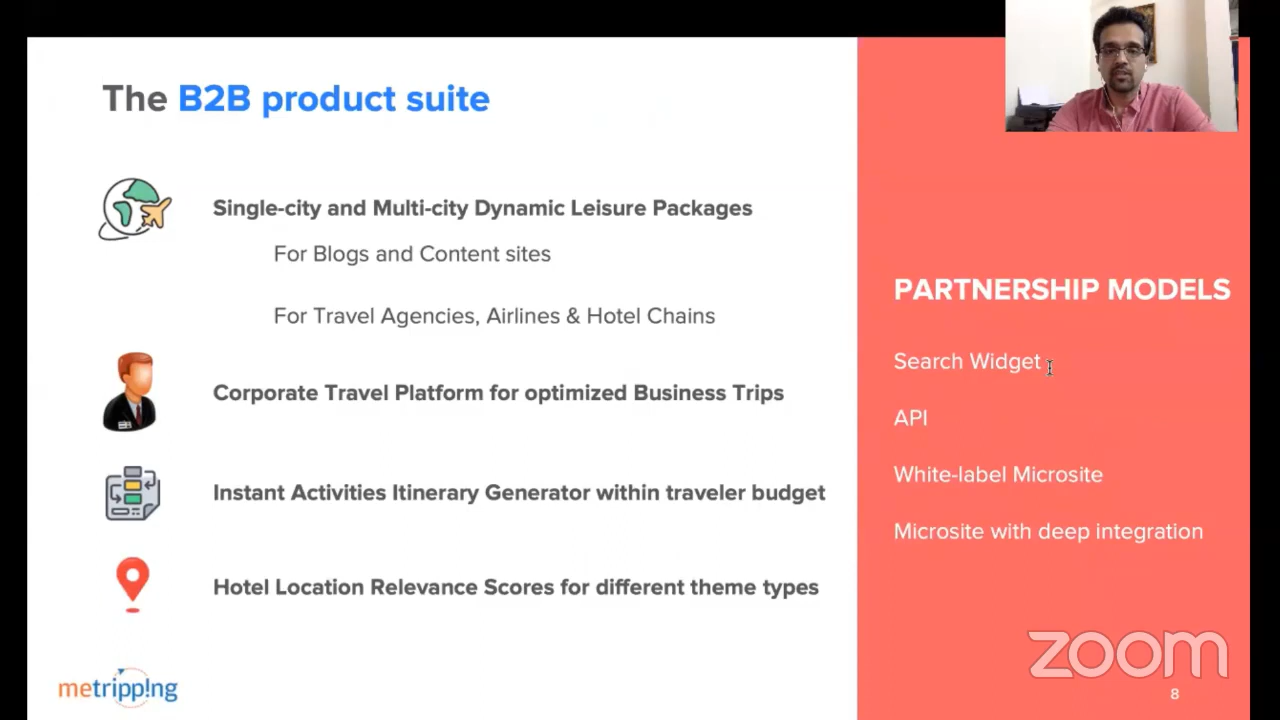 The B2B product suite
Single-city and Multi-city Dynamic Leisure Packages
For Blogs and Content sites
For Travel Agencies, Airlines & Hotel Chains
Corporate Travel Platform for optimized Business Trips
Instant Activities Itinerary Generator within traveler budget
Hotel Location Relevance Scores for different theme types
metripp!ng
PARTNERSHIP MODELS
Search Widget
API
White-label Microsite
Microsite with deep integration
zoom
8